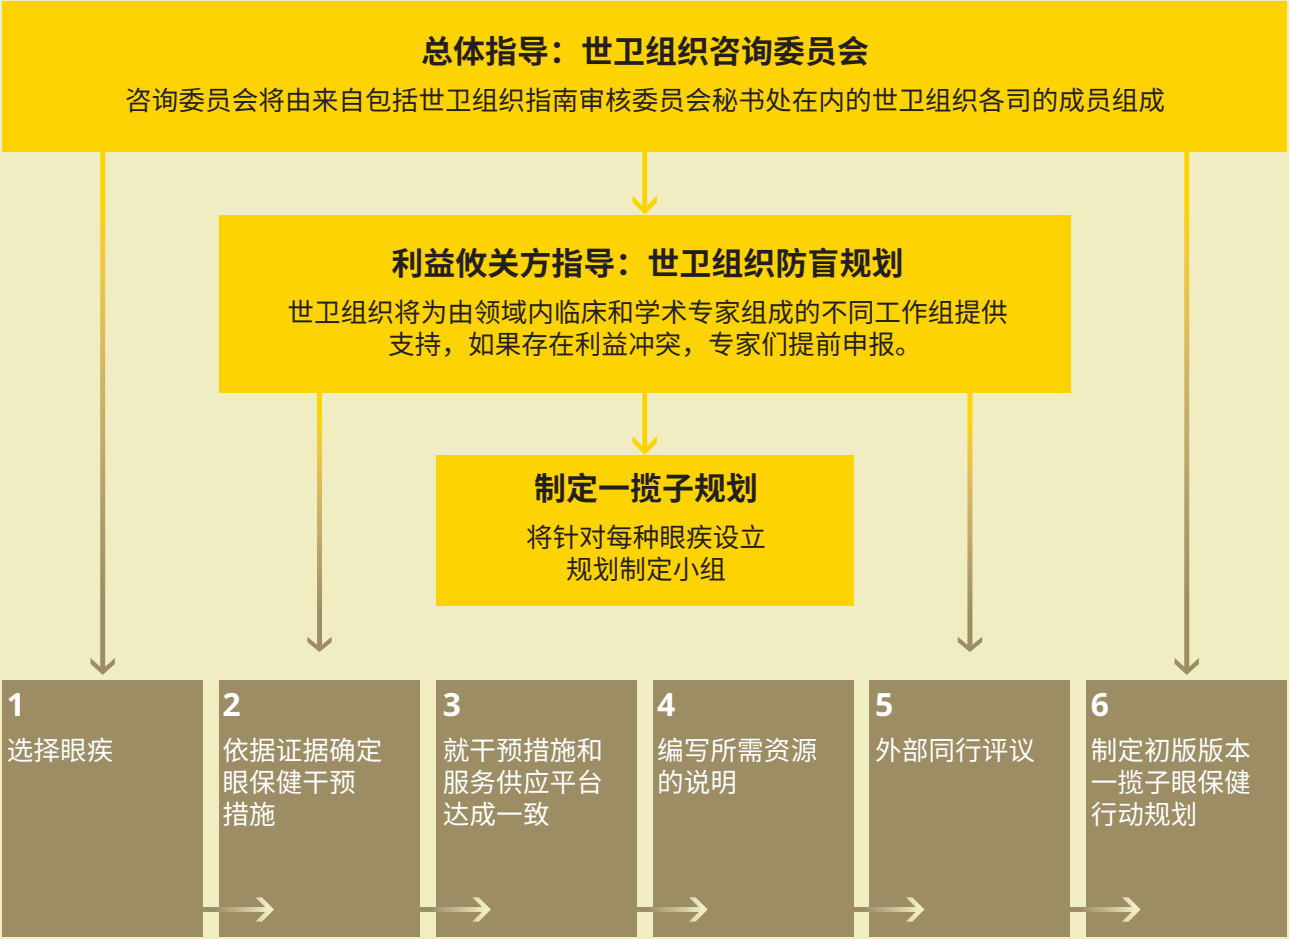 总体指导：世卫组织咨询委员会
咨询委员会将由来自包括世卫组织指南审核委员会秘书处在内的世卫组织各司的成员组成
利益攸关方指导：世卫组织防盲规划
世卫组织将为由领域内临床和学术专家组成的不同工作组提供
支持，如果存在利益冲突，专家们提前申报。
制定一揽子规划
将针对每种眼疾设立
规划制定小组
1
选择眼疾
2
依据证据确定
眼保健干预
措施
3
就干预措施和
服务供应平台
达成一致
4
编写所需资源
的说明
5
外部同行评议
6
制定初版版本
一揽子眼保健
行动规划